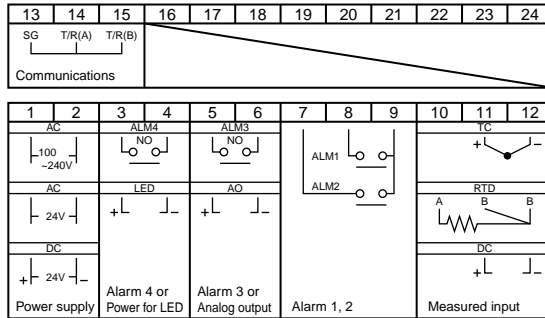 13 14 15 16 17 18 19 20 21 22 23 24
SG T/R(A) T/R(B)
Communications
1 2 3 4 5 6 7 8 9 10 11 12
AC ALM4 ALM3 TC
NO NO + −
100 ~240V
ALM1
AC LED AO ALM2 RTD
24V + − + − A B B
DC DC
+ 24V − + −
Power supply
Alarm 4 or Power for LED
Alarm 3 or Analog output
Alarm 1, 2
Measured input